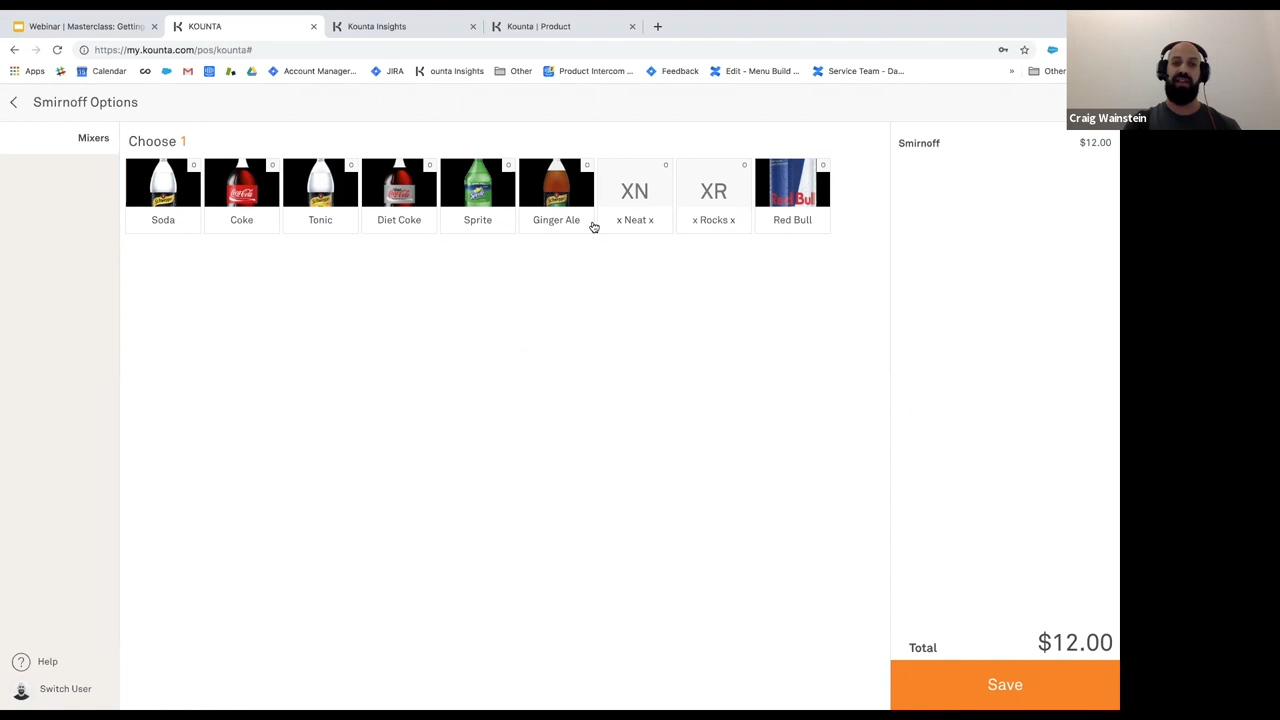 Webinar | Masterclass: Getting
KOUNTA
Kounta Insights
Kounta | Product
https://my.kounta.com/pos/kounta#
Apps
Calendar
Account Manager...
JIRA
ounta Insights
Other
Product Intercom ...
Feedback
Edit - Menu Build ...
Service Team - Da...
»
Other
Craig Wainstein
Smirnoff Options
Mixers
Choose 1
Smirnoff
$12.00
0 0 0 0 0 0 0 0 0
XN
XR
Red Bull
Soda
Coke
Tonic
Diet Coke
Sprite
Ginger Ale
x Neat x
x Rocks x
Red Bull
Total
$12.00
Save
Help
Switch User